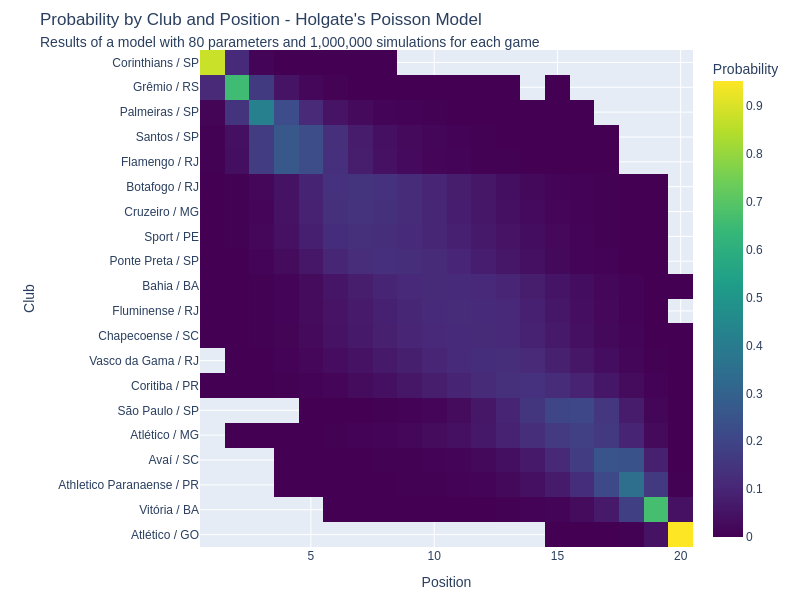 Probability by Club and Position - Holgate's Poisson Model
Results of a model with 80 parameters and 1,000,000 simulations for each game
Probability
Corinthians / SP
Grêmio / RS
Palmeiras / SP
Santos / SP
Flamengo / RJ
Botafogo / RJ
Cruzeiro / MG
Sport / PE
Ponte Preta / SP
Bahia / BA
Fluminense / RJ
Chapecoense / SC
Vasco da Gama / RJ
Coritiba / PR
São Paulo / SP
Atlético / MG
Avaí / SC
Athletico Paranaense / PR
Vitória / BA
Atlético / GO
Club
5
10
15
20
Position
0.9
0.8
0.7
0.6
0.5
0.4
0.3
0.2
0.1
0